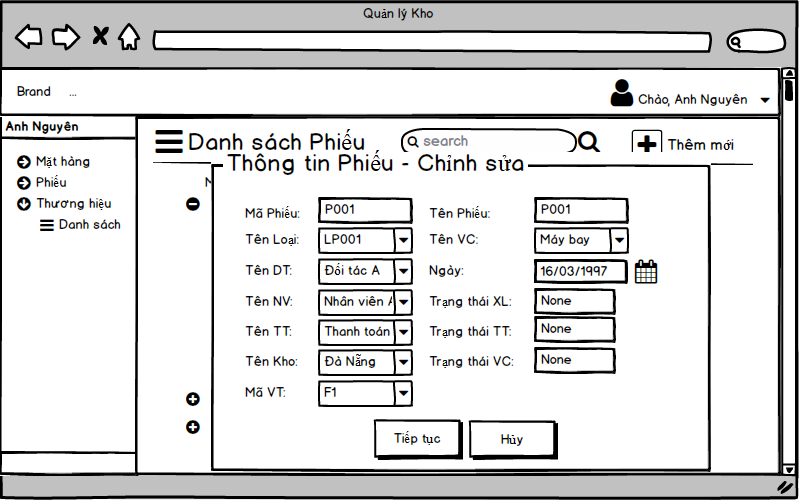 Quản lý Kho
Brand ...
Chào, Anh Nguyên
Anh Nguyên
Mặt hàng
Phiếu
Thương hiệu
Danh sách
Danh sách Phiếu
search
Thêm mới
Thông tin Phiếu - Chỉnh sửa
Mã Phiếu: P001 Tên Phiếu: P001
Tên Loại: LP001 Tên VC: Máy bay
Tên DT: Đối tác A Ngày: 16/03/1997
Tên NV: Nhân viên A Trạng thái XL: None
Tên TT: Thanh toán Trạng thái TT: None
Tên Kho: Đà Nẵng Trạng thái VC: None
Mã VT: F1
Tiếp tục Hủy